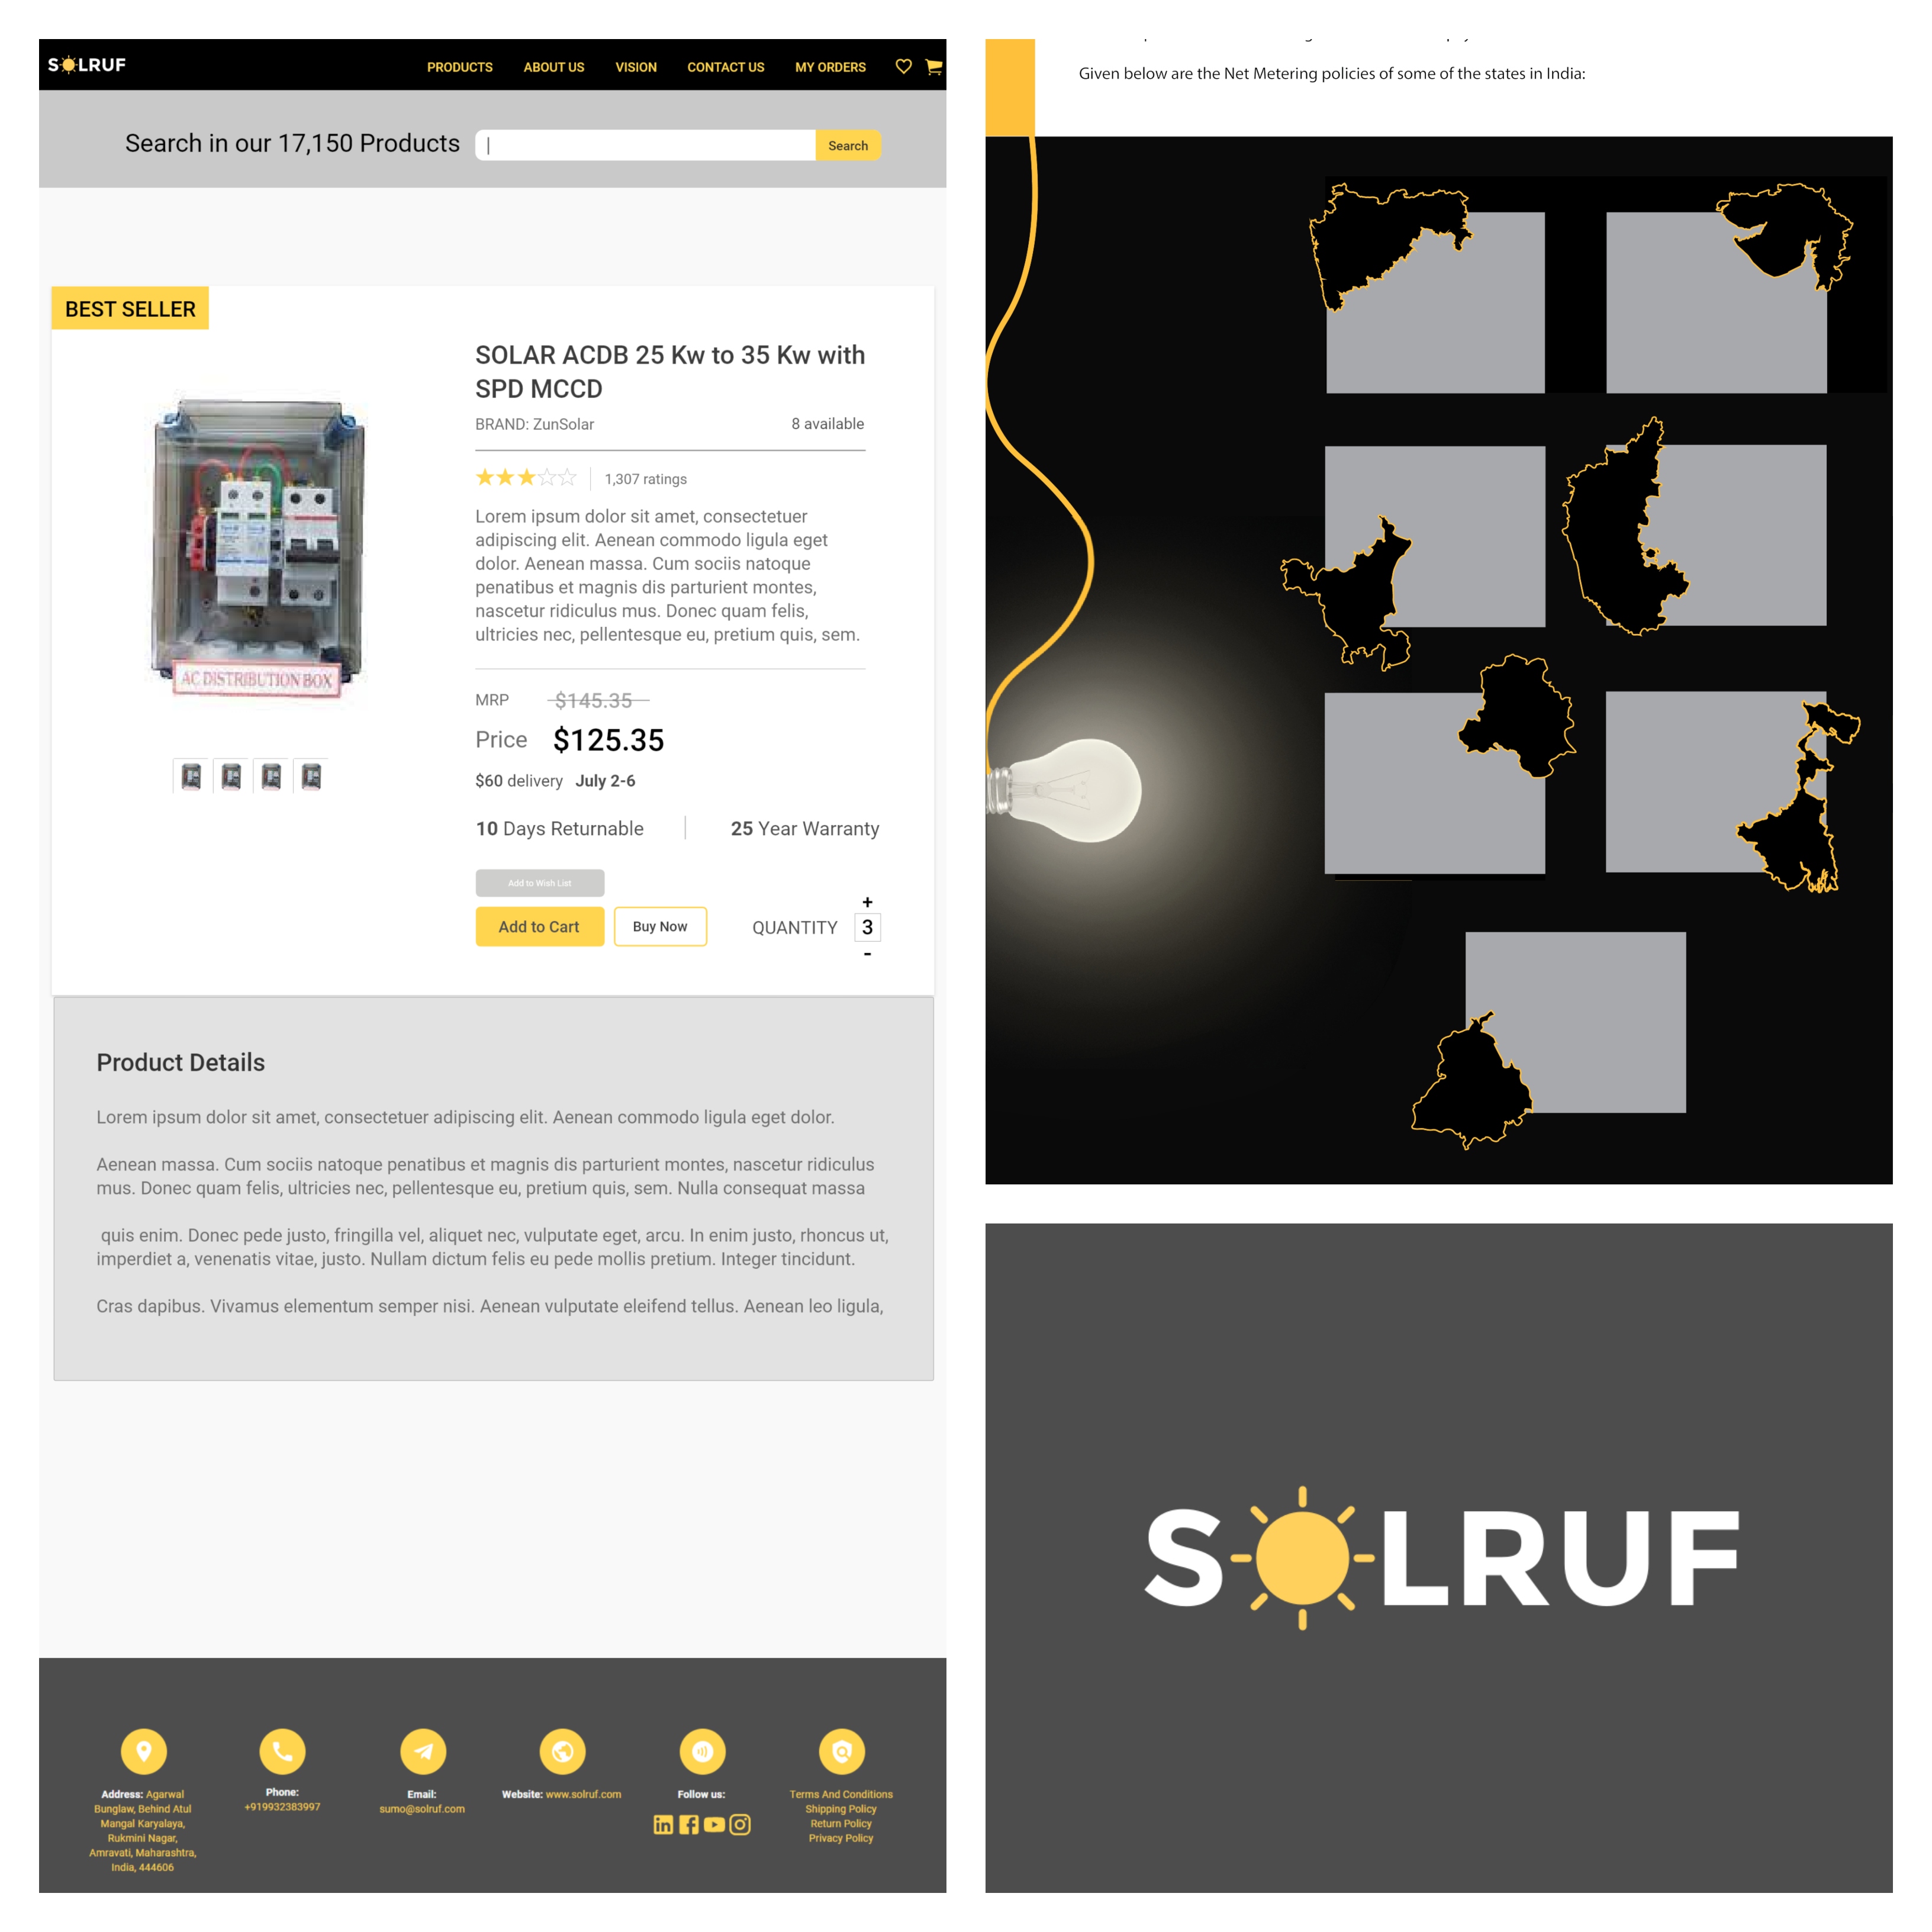 SOLRUF
PRODUCTS ABOUT US VISION CONTACT US MY ORDERS
Search in our 17,150 Products
Search
BEST SELLER
SOLAR ACDB 25 Kw to 35 Kw with
SPD MCCD
BRAND: ZunSolar 8 available
1,307 ratings
Lorem ipsum dolor sit amet, consectetuer
adipiscing elit. Aenean commodo ligula eget
dolor. Aenean massa. Cum sociis natoque
penatibus et magnis dis parturient montes,
nascetur ridiculus mus. Donec quam felis,
ultricies nec, pellentesque eu, pretium quis, sem.
AC DISTRIBUTION BOX
MRP $145.35
Price $125.35
$60 delivery July 2-6
10 Days Returnable 25 Year Warranty
Add to Wish List
Add to Cart Buy Now QUANTITY + 3 -
Product Details
Lorem ipsum dolor sit amet, consectetuer adipiscing elit. Aenean commodo ligula eget dolor.
Aenean massa. Cum sociis natoque penatibus et magnis dis parturient montes, nascetur ridiculus
mus. Donec quam felis, ultricies nec, pellentesque eu, pretium quis, sem. Nulla consequat massa
quis enim. Donec pede justo, fringilla vel, aliquet nec, vulputate eget, arcu. In enim justo, rhoncus ut,
imperdiet a, venenatis vitae, justo. Nullam dictum felis eu pede mollis pretium. Integer tincidunt.
Cras dapibus. Vivamus elementum semper nisi. Aenean vulputate eleifend tellus. Aenean leo ligula,
Address: Agarwal
Bunglaw, Behind Atul
Mangal Karyalaya,
Rukmini Nagar,
Amravati, Maharashtra,
India, 444606
Phone:
+919932383997
Email:
sumo@solruf.com
Website: www.solruf.com
Follow us:
Terms And Conditions
Shipping Policy
Return Policy
Privacy Policy
Given below are the Net Metering policies of some of the states in India:
SOLRUF